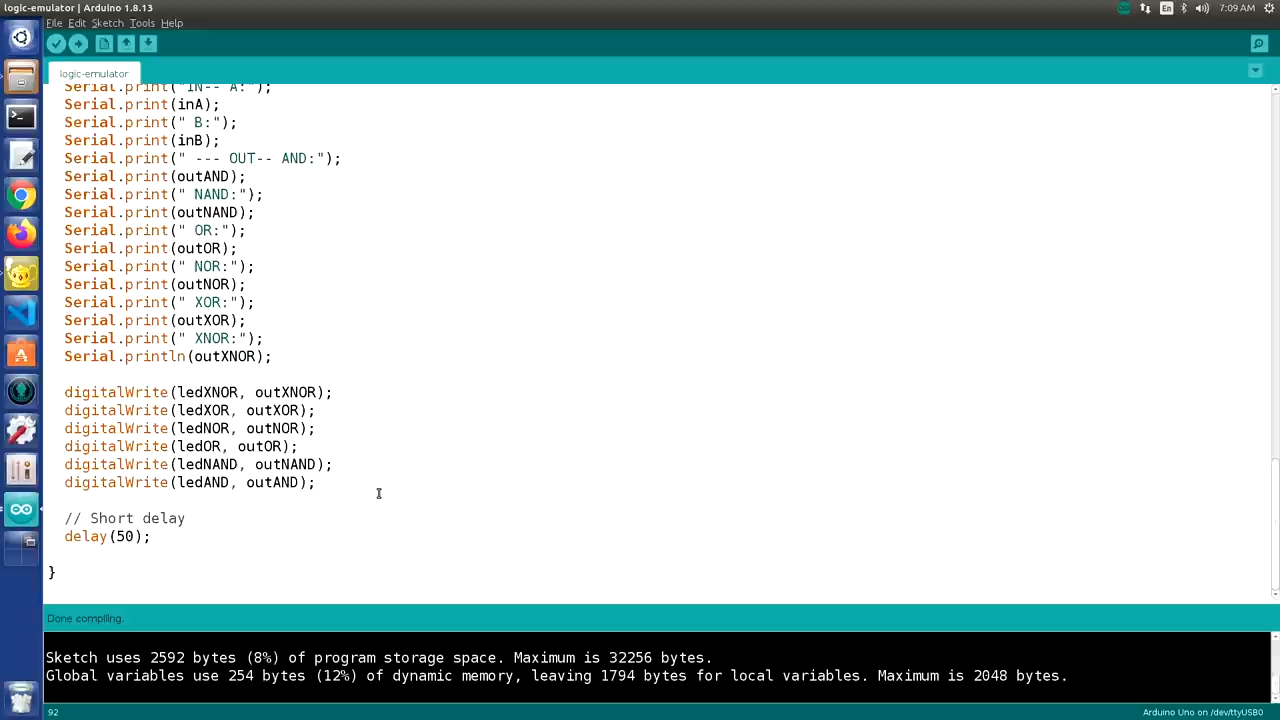 logic-emulator | Arduino 1.8.13
En 7:09 AM
File Edit Sketch Tools Help
logic-emulator
Serial.print("IN-- A:");
Serial.print(inA);
Serial.print(" B:");
Serial.print(inB);
Serial.print(" --- OUT-- AND:");
Serial.print(outAND);
Serial.print(" NAND:");
Serial.print(outNAND);
Serial.print(" OR:");
Serial.print(outOR);
Serial.print(" NOR:");
Serial.print(outNOR);
Serial.print(" XOR:");
Serial.print(outXOR);
Serial.print(" XNOR:");
Serial.println(outXNOR);
digitalWrite(ledXNOR, outXNOR);
digitalWrite(ledXOR, outXOR);
digitalWrite(ledNOR, outNOR);
digitalWrite(ledOR, outOR);
digitalWrite(ledNAND, outNAND);
digitalWrite(ledAND, outAND);
// Short delay
delay(50);
}
Done compiling.
Sketch uses 2592 bytes (8%) of program storage space. Maximum is 32256 bytes.
Global variables use 254 bytes (12%) of dynamic memory, leaving 1794 bytes for local variables. Maximum is 2048 bytes.
92 Arduino Uno on /dev/ttyUSB0